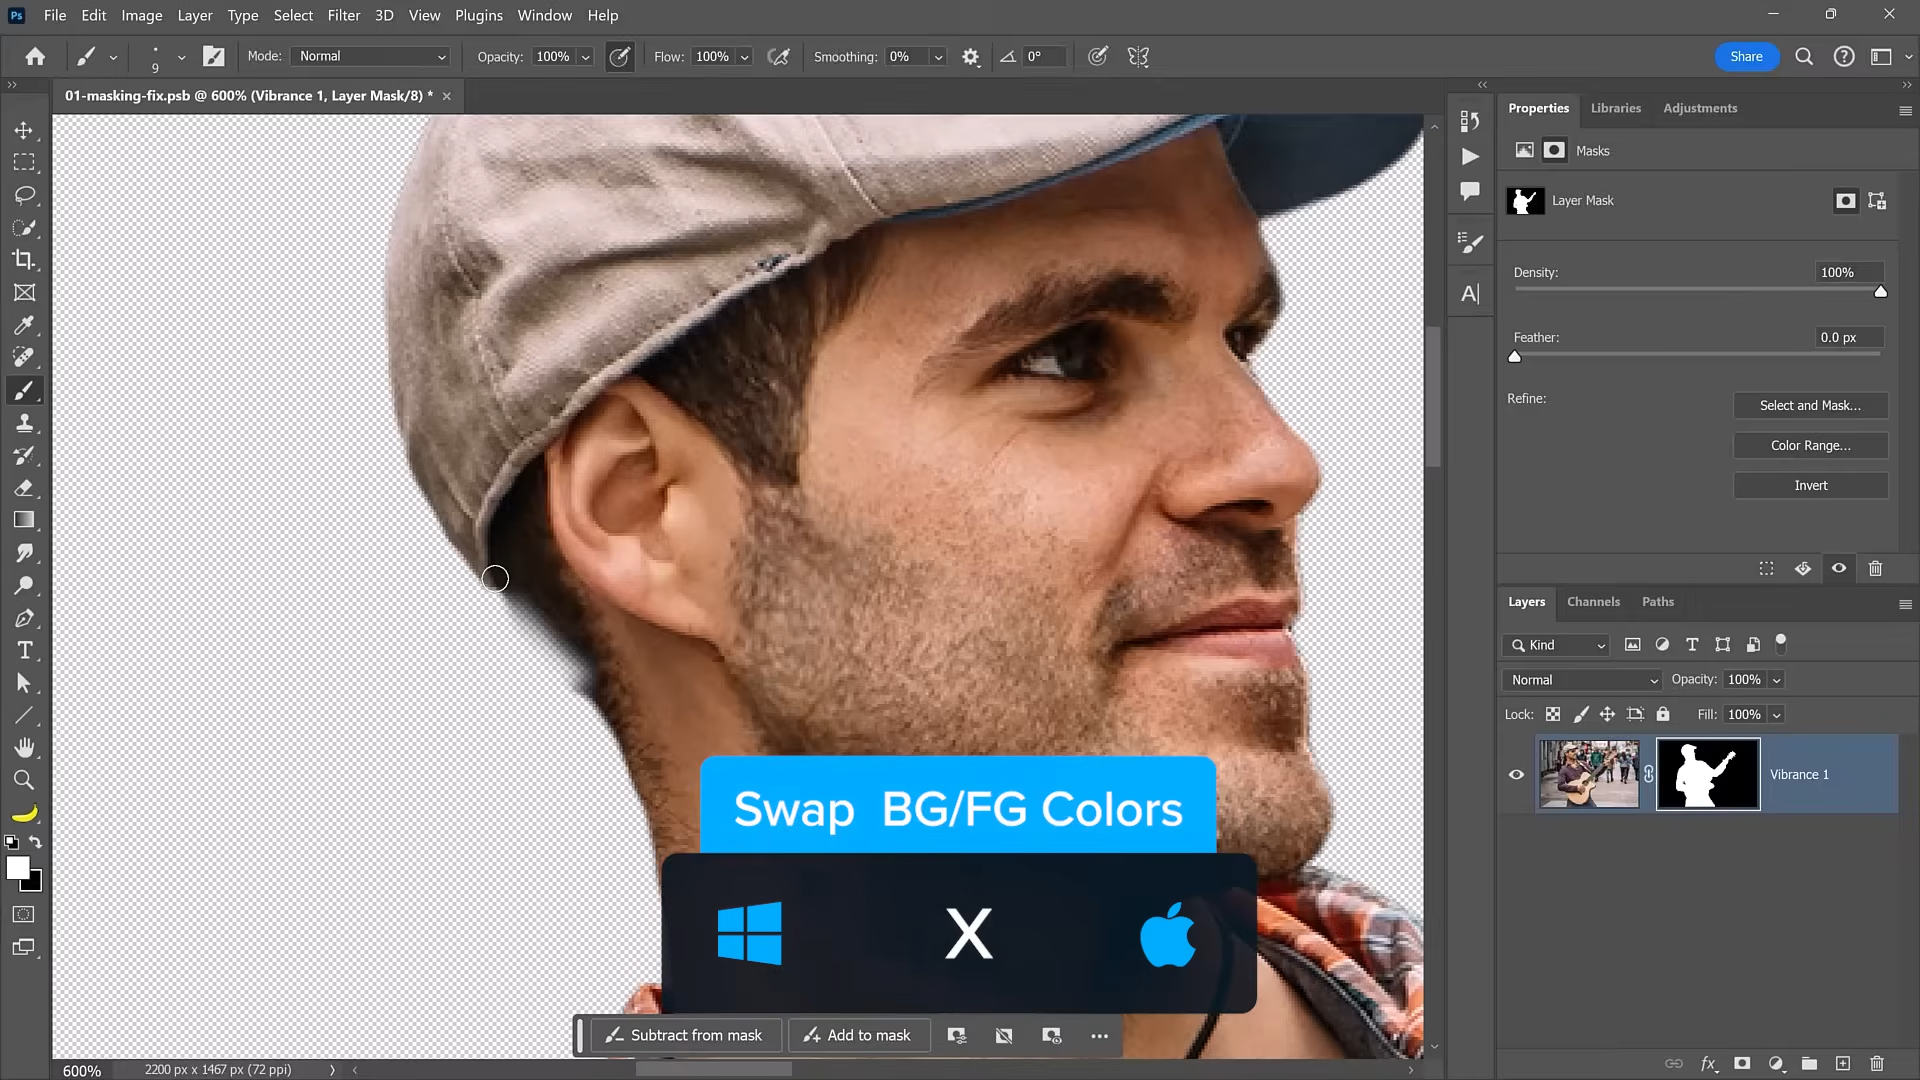 Ps File Edit Image Layer Type Select Filter 3D View Plugins Window Help
9 Mode: Normal Opacity: 100% Flow: 100% Smoothing: 0% 0° Share
01-masking-fix.psb @ 600% (Vibrance 1, Layer Mask/8) *
Properties Libraries Adjustments
Masks
Layer Mask
Density: 100%
Feather: 0.0 px
Refine:
Select and Mask...
Color Range...
Invert
Layers Channels Paths
Kind
Normal Opacity: 100%
Lock: Fill: 100%
Vibrance 1
Swap BG/FG Colors
X
Subtract from mask Add to mask
600% 2200 px x 1467 px (72 ppi)